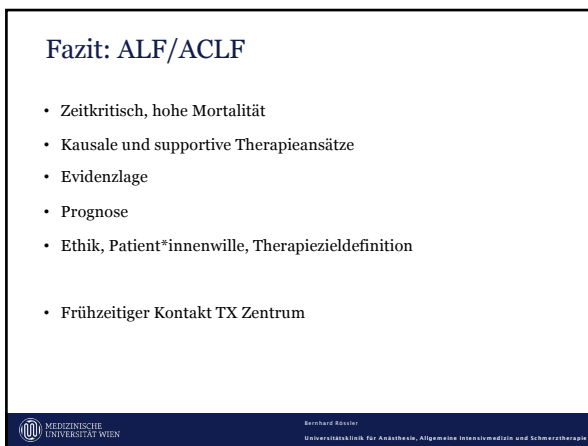 Fazit: ALF/ACLF
• Zeitkritisch, hohe Mortalität
• Kausale und supportive Therapieansätze
• Evidenzlage
• Prognose
• Ethik, Patient*innenwille, Therapiezieldefinition
• Frühzeitiger Kontakt TX Zentrum
MEDIZINISCHE
UNIVERSITÄT WIEN
Bernhard Rössler
Universitätsklinik für Anästhesie, Allgemeine Intensivmedizin und Schmerztherapie